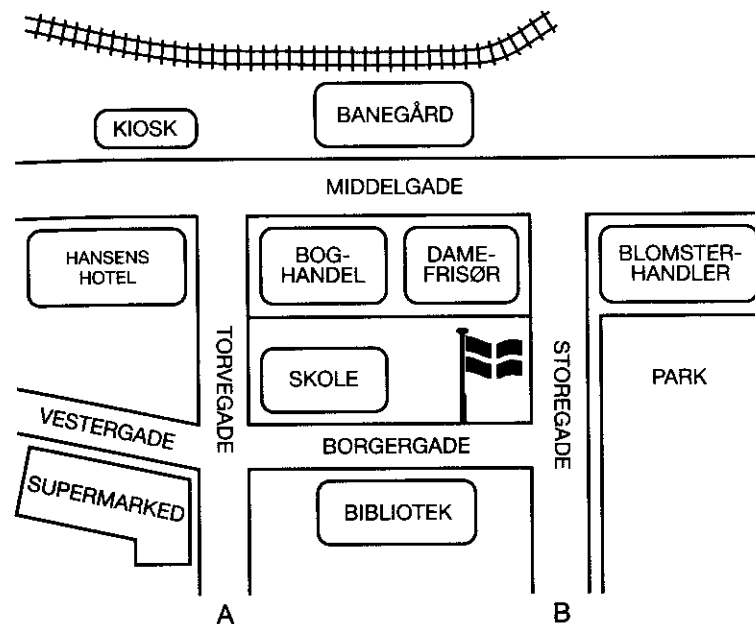 KIOSK
BANEGÅRD
MIDDELGADE
HANSENS
HOTEL
BOG-
HANDEL
DAME-
FRISØR
BLOMSTER-
HANDLER
TORVEGADE
SKOLE
STOREGADE
PARK
VESTERGADE
BORGERGADE
SUPERMARKED
BIBLIOTEK
A
B